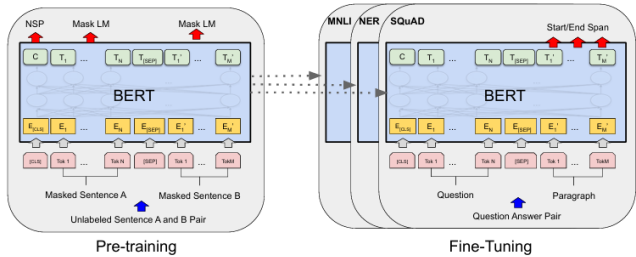 NSP Mask LM Mask LM
C T1 ... TN T[SEP] T1' ... TM'
BERT
E[CLS] E1 ... EN E[SEP] E1' ... EM'
[CLS] Tok 1 ... Tok N [SEP] Tok 1 ... TokM
Masked Sentence A Masked Sentence B
Unlabeled Sentence A and B Pair
Pre-training
MNLI NER SQuAD
Start/End Span
C T1 ... TN T[SEP] T1' ... TM'
BERT
E[CLS] E1 ... EN E[SEP] E1' ... EM'
[CLS] Tok 1 ... Tok N [SEP] Tok 1 ... TokM
Question Paragraph
Question Answer Pair
Fine-Tuning